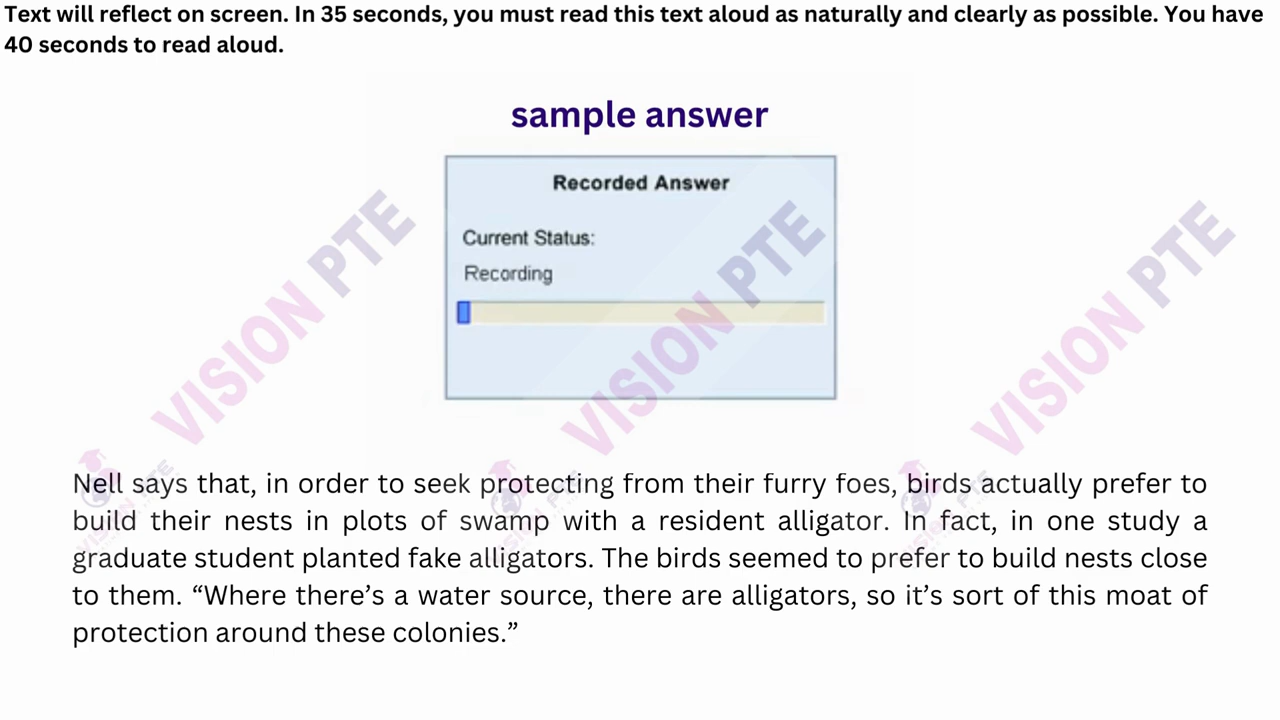 Text will reflect on screen. In 35 seconds, you must read this text aloud as naturally and clearly as possible. You have
40 seconds to read aloud.
sample answer
Recorded Answer
Current Status:
Recording
VISION PTE
VISION PTE
VISION PTE
Nell says that, in order to seek protecting from their furry foes, birds actually prefer to
build their nests in plots of swamp with a resident alligator. In fact, in one study a
graduate student planted fake alligators. The birds seemed to prefer to build nests close
to them. “Where there’s a water source, there are alligators, so it’s sort of this moat of
protection around these colonies.”